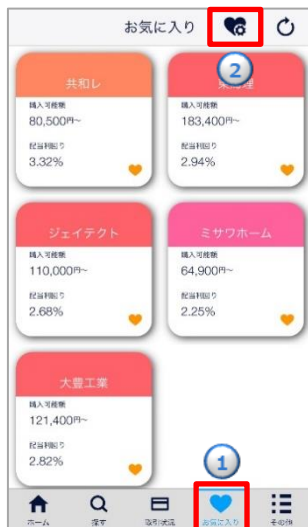 お気に入り
2
共和レ
購入可能額
80,500円~
配当利回り
3.32%
購入可能額
183,400円~
配当利回り
2.94%
ジェイテクト
購入可能額
110,000円~
配当利回り
2.68%
ミサワホーム
購入可能額
64,900円~
配当利回り
2.25%
大豊工業
購入可能額
121,400円~
配当利回り
2.82%
1
ホーム
探す
取引状況
お気に入り
その他